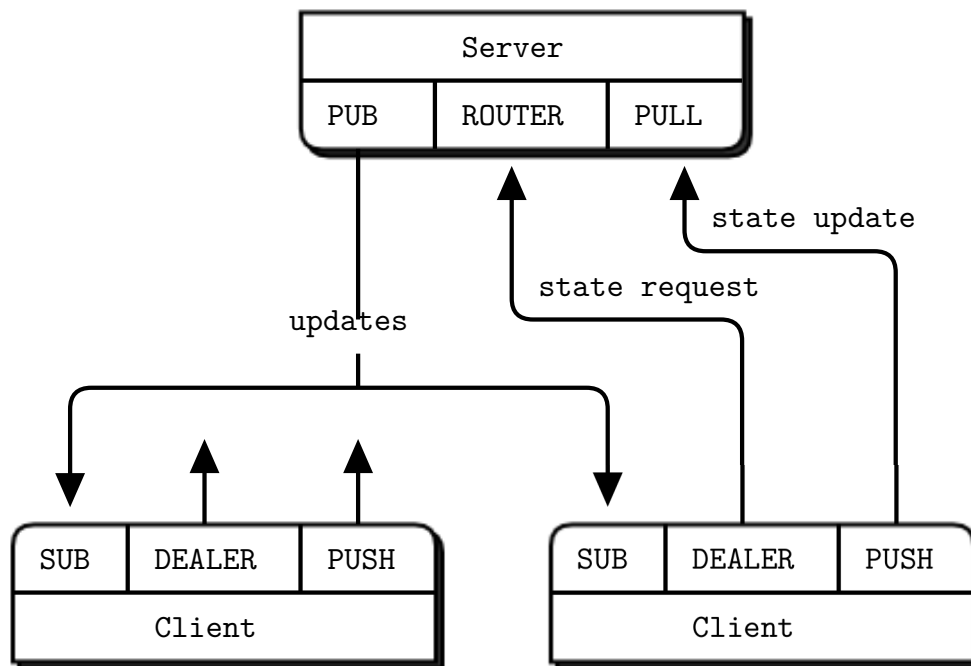 Server
PUB ROUTER PULL
state update
state request
updates
SUB DEALER PUSH SUB DEALER PUSH
Client Client